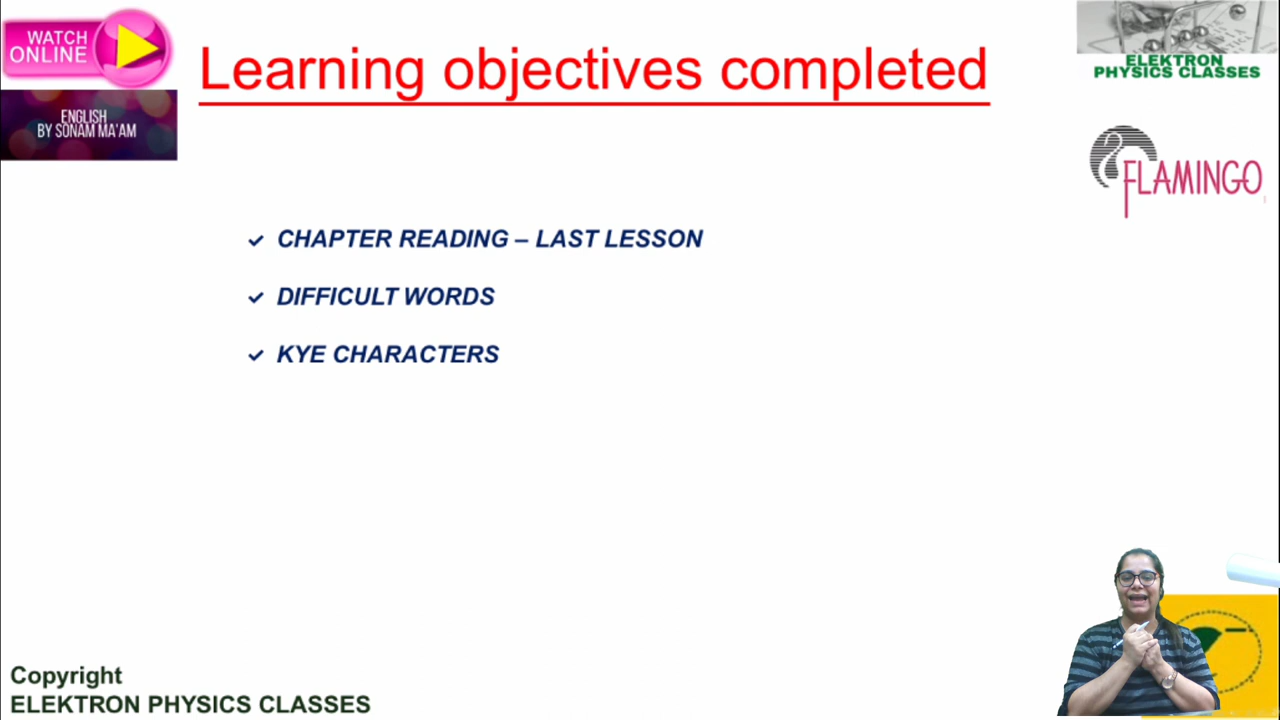 WATCH
ONLINE
Learning objectives completed
ELEKTRON
PHYSICS CLASSES
ENGLISH
BY SONAM MA'AM
FLAMINGO
CHAPTER READING – LAST LESSON
DIFFICULT WORDS
KYE CHARACTERS
Copyright
ELEKTRON PHYSICS CLASSES